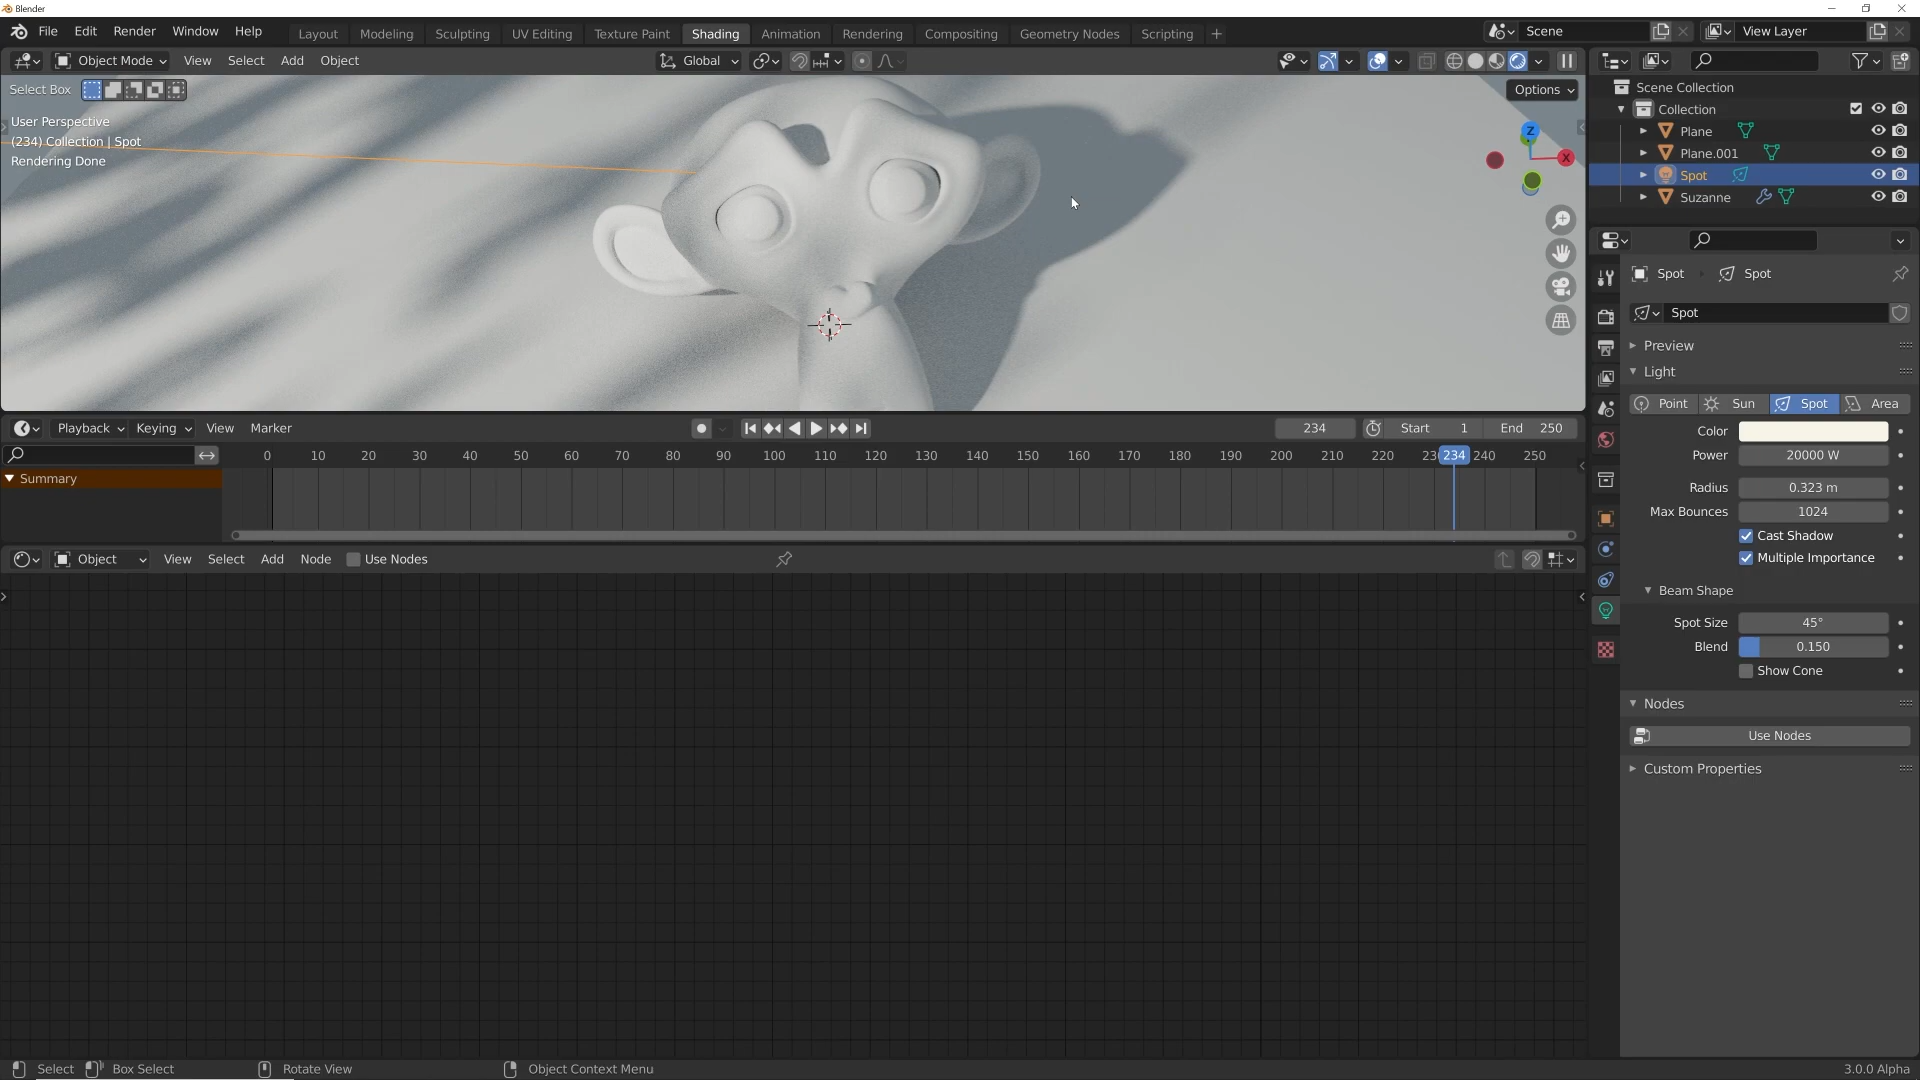 Blender
File Edit Render Window Help Layout Modeling Sculpting UV Editing Texture Paint Shading Animation Rendering Compositing Geometry Nodes Scripting + Scene View Layer
Object Mode View Select Add Object Global
Select Box Options
User Perspective
(234) Collection | Spot
Rendering Done
Z
X
Scene Collection
Collection
Plane
Plane.001
Spot
Suzanne
Spot Spot
Spot
Preview
Light
Point Sun Spot Area
Color
Power 20000 W
Radius 0.323 m
Max Bounces 1024
Cast Shadow
Multiple Importance
Beam Shape
Spot Size 45°
Blend 0.150
Show Cone
Nodes
Use Nodes
Custom Properties
Playback Keying View Marker 234 Start 1 End 250
0 10 20 30 40 50 60 70 80 90 100 110 120 130 140 150 160 170 180 190 200 210 220 23 234 240 250
Summary
Object View Select Add Node Use Nodes
Select Box Select Rotate View Object Context Menu 3.0.0 Alpha